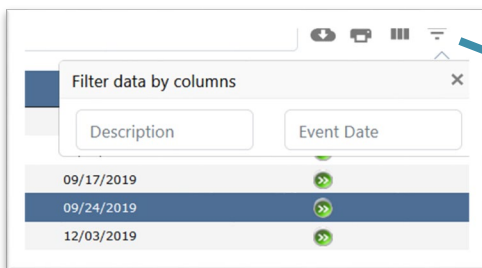 Filter data by columns
Description Event Date
09/17/2019
09/24/2019
12/03/2019